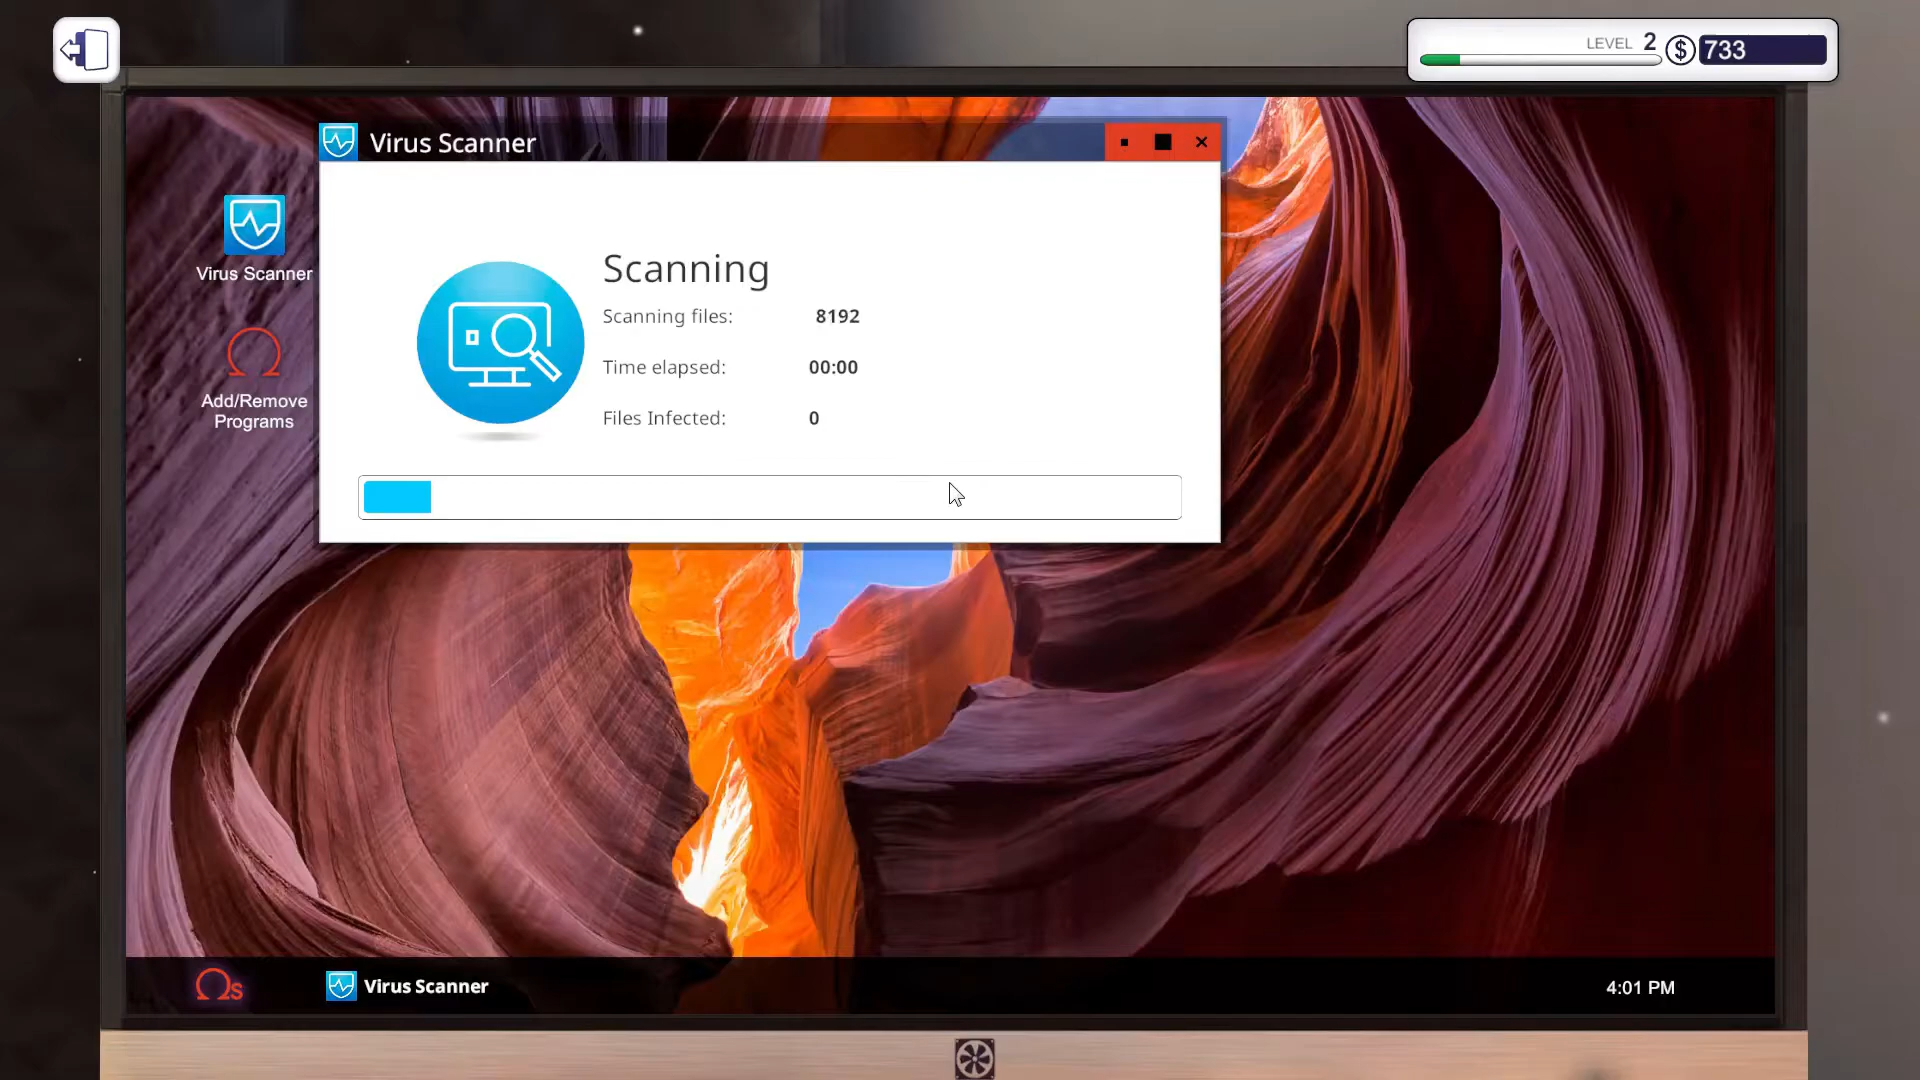 LEVEL 2 $ 733
Virus Scanner
Virus Scanner
Scanning
Scanning files: 8192
Time elapsed: 00:00
Files Infected: 0
Add/Remove
Programs
Ωs Virus Scanner 4:01 PM